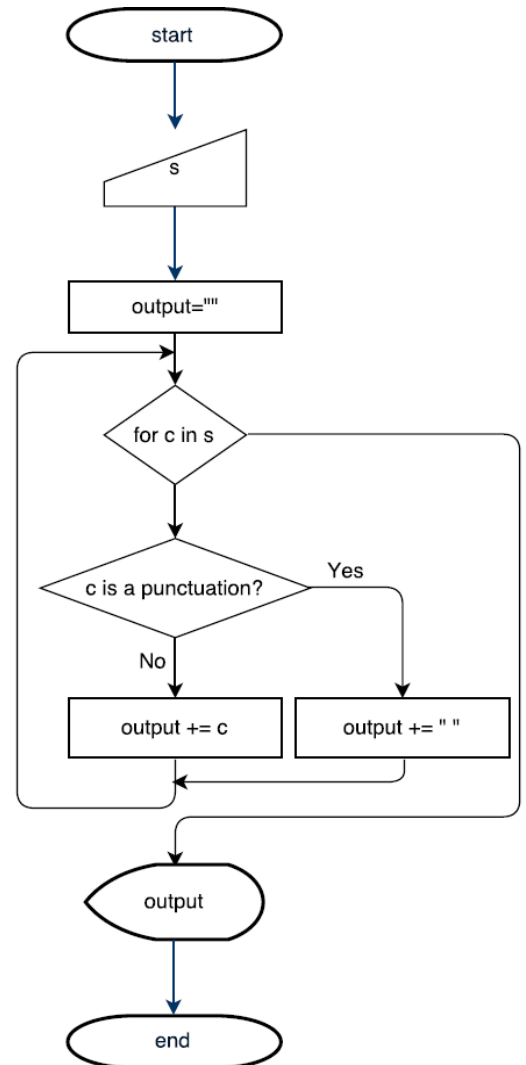 start
s
output=""
for c in s
c is a punctuation?
Yes
No
output += c
output += " "
output
end